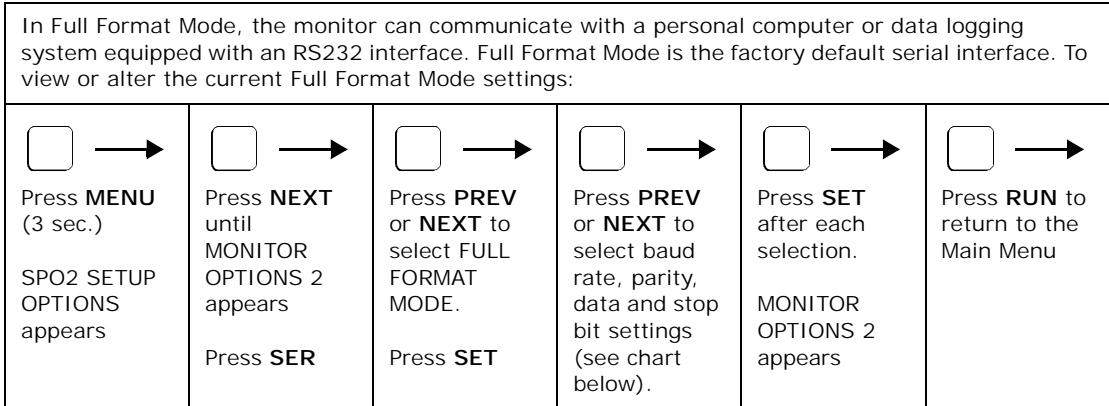 In Full Format Mode, the monitor can communicate with a personal computer or data logging
system equipped with an RS232 interface. Full Format Mode is the factory default serial interface. To
view or alter the current Full Format Mode settings:
Press MENU
(3 sec.)
SPO2 SETUP
OPTIONS
appears
Press NEXT
until
MONITOR
OPTIONS 2
appears
Press SER
Press PREV
or NEXT to
select FULL
FORMAT
MODE.
Press SET
Press PREV
or NEXT to
select baud
rate, parity,
data and stop
bit settings
(see chart
below).
Press SET
after each
selection.
MONITOR
OPTIONS 2
appears
Press RUN to
return to the
Main Menu